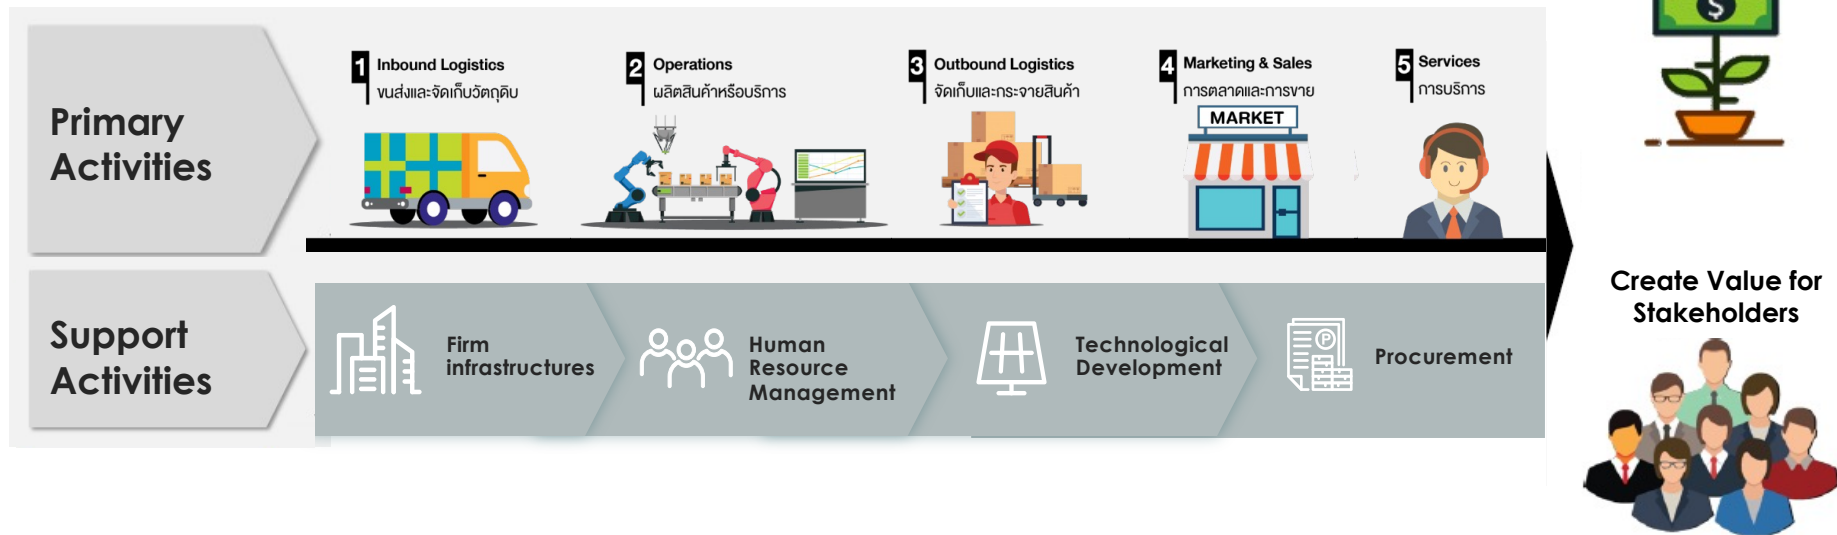 Primary
Activities
1 Inbound Logistics
ขนส่งและจัดเก็บวัตถุดิบ
2 Operations
ผลิตสินค้าหรือบริการ
3 Outbound Logistics
จัดเก็บและกระจายสินค้า
4 Marketing & Sales
การตลาดและการขาย
MARKET
5 Services
การบริการ
$
Support
Activities
Firm
infrastructures
Human
Resource
Management
Technological
Development
P
Procurement
Create Value for
Stakeholders